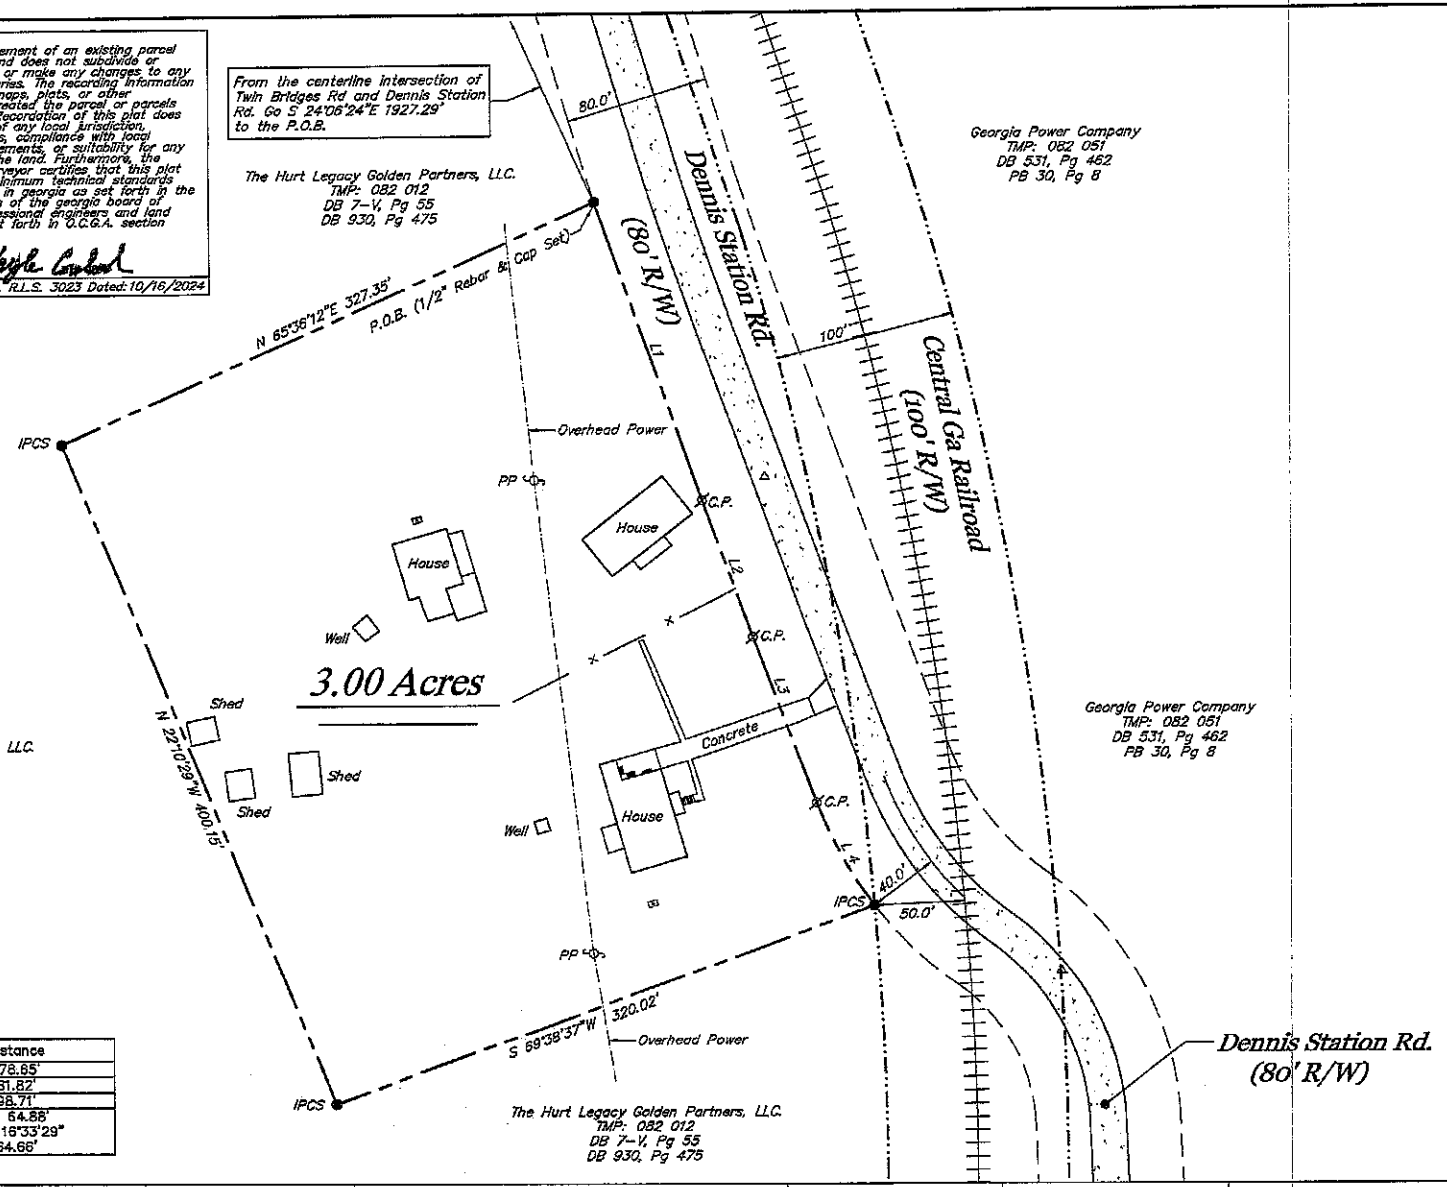 ement of an existing parcel
nd does not subdivide or
or make any changes to any
ries. The recording information
maps, plats, or other
reated the parcel or parcels
Recordation of this plat does
of any local jurisdiction,
s, compliance with local
ements, or suitability for any
he land. Furthermore, the
rveyor certifies that this plat
inimum technical standards
in georgia as set forth in the
s of the georgia board of
essional engineers and land
t forth in O.C.G.A. section
R.L.S. 3023 Dated: 10/16/2024
From the centerline intersection of
Twin Bridges Rd and Dennis Station
Rd. Go S 24°06'24"E 1927.29'
to the P.O.B.
The Hurt Legacy Golden Partners, LLC.
TMP: 082 012
DB 7-V, Pg 55
DB 930, Pg 475
80.0'
Georgia Power Company
TMP: 082 051
DB 531, Pg 462
PB 30, Pg 8
Dennis Station Rd.
(80' R/W)
N 65°36'12"E 327.35'
P.O.B. (1/2" Rebar & Cap Set)
L1
100'
Central Ga Railroad
(100' R/W)
IPCS
Overhead Power
PP
C.P.
House
House
L2
Well
C.P.
3.00 Acres
L3
Shed
N 22°10'29"W 400.15'
LLC.
Concrete
Georgia Power Company
TMP: 082 051
DB 531, Pg 462
PB 30, Pg 8
Shed
Shed
C.P.
House
Well
L4
40.0'
IPCS
50.0'
PP
S 69°38'37"W 320.02'
Overhead Power
Dennis Station Rd.
(80' R/W)
stance
78.65'
31.82'
98.71'
64.88'
16°33'29"
64.66'
IPCS
The Hurt Legacy Golden Partners, LLC.
TMP: 082 012
DB 7-V, Pg 55
DB 930, Pg 475